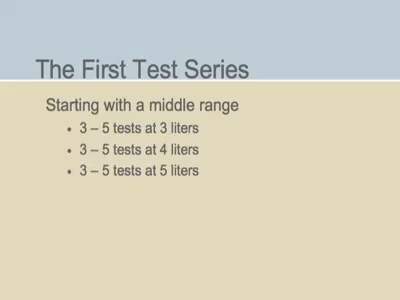 The First Test Series
Starting with a middle range
• 3 – 5 tests at 3 liters
• 3 – 5 tests at 4 liters
• 3 – 5 tests at 5 liters